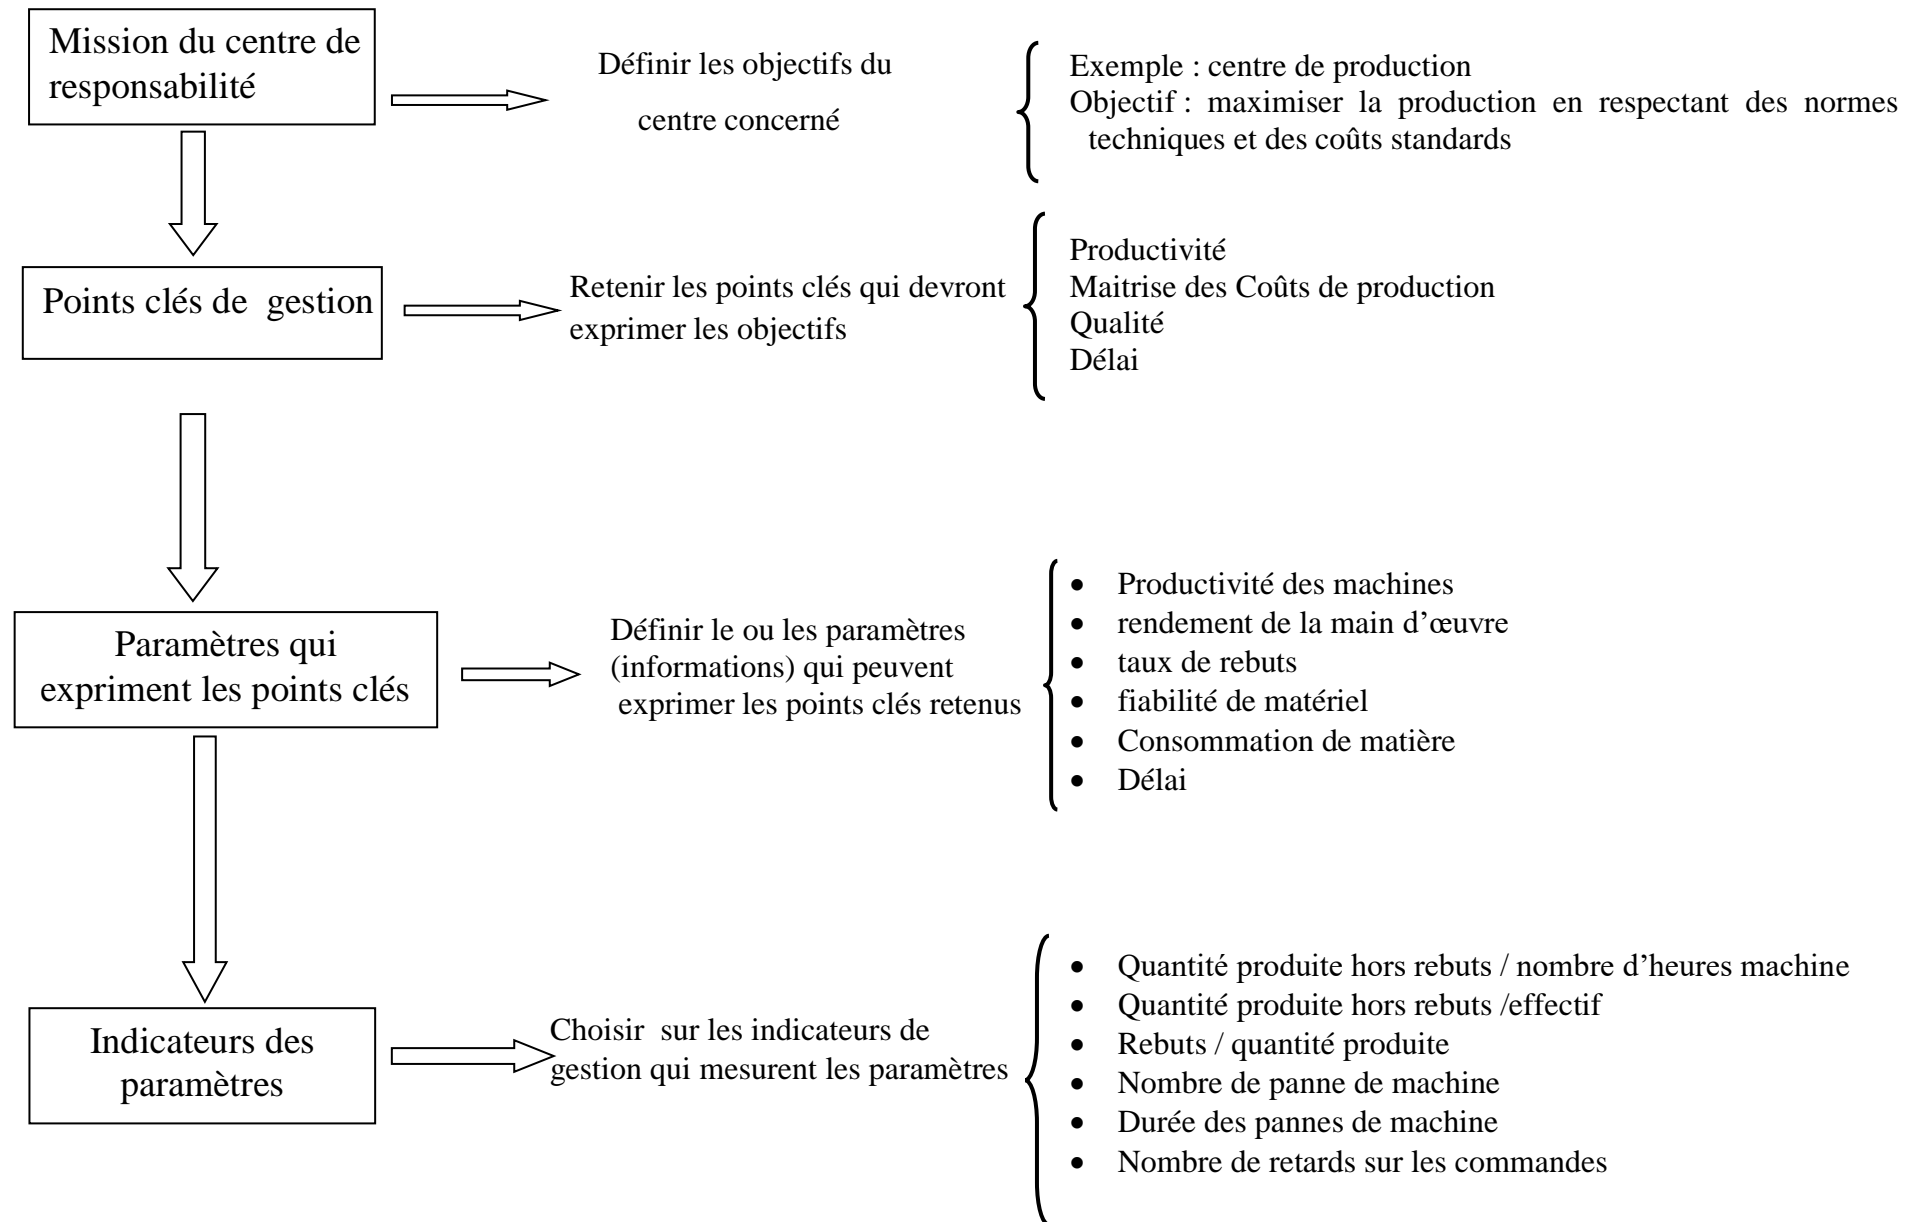 Mission du centre de
responsabilité
Définir les objectifs du
centre concerné
Exemple : centre de production
Objectif : maximiser la production en respectant des normes
techniques et des coûts standards
Points clés de gestion
Retenir les points clés qui devront
exprimer les objectifs
Productivité
Maitrise des Coûts de production
Qualité
Délai
Paramètres qui
expriment les points clés
Définir le ou les paramètres
(informations) qui peuvent
exprimer les points clés retenus
• Productivité des machines
• rendement de la main d’œuvre
• taux de rebuts
• fiabilité de matériel
• Consommation de matière
• Délai
Indicateurs des
paramètres
Choisir sur les indicateurs de
gestion qui mesurent les paramètres
• Quantité produite hors rebuts / nombre d’heures machine
• Quantité produite hors rebuts /effectif
• Rebuts / quantité produite
• Nombre de panne de machine
• Durée des pannes de machine
• Nombre de retards sur les commandes